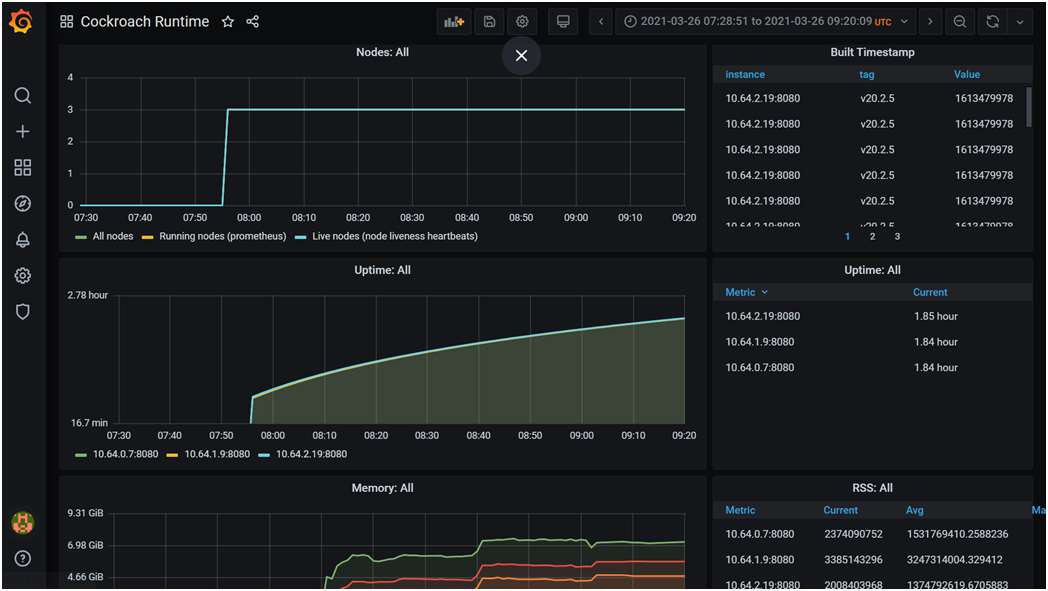 Cockroach Runtime
2021-03-26 07:28:51 to 2021-03-26 09:20:09 UTC
Nodes: All
4
3
2
1
0
07:30 07:40 07:50 08:00 08:10 08:20 08:30 08:40 08:50 09:00 09:10 09:20
All nodes Running nodes (prometheus) Live nodes (node liveness heartbeats)
Built Timestamp
instance tag Value
10.64.2.19:8080 v20.2.5 1613479978
10.64.2.19:8080 v20.2.5 1613479978
10.64.2.19:8080 v20.2.5 1613479978
10.64.2.19:8080 v20.2.5 1613479978
10.64.2.19:8080 v20.2.5 1613479978
10.64.2.19:8080 v20.2.5 1613479978
1 2 3
Uptime: All
2.78 hour
16.7 min
07:30 07:40 07:50 08:00 08:10 08:20 08:30 08:40 08:50 09:00 09:10 09:20
10.64.0.7:8080 10.64.1.9:8080 10.64.2.19:8080
Uptime: All
Metric Current
10.64.2.19:8080 1.85 hour
10.64.1.9:8080 1.84 hour
10.64.0.7:8080 1.84 hour
Memory: All
9.31 GiB
6.98 GiB
4.66 GiB
RSS: All
Metric Current Avg Ma
10.64.0.7:8080 2374090752 1531769410.2588236
10.64.1.9:8080 3385143296 3247314004.329412
10.64.2.19:8080 2008403968 1374792619.6705883